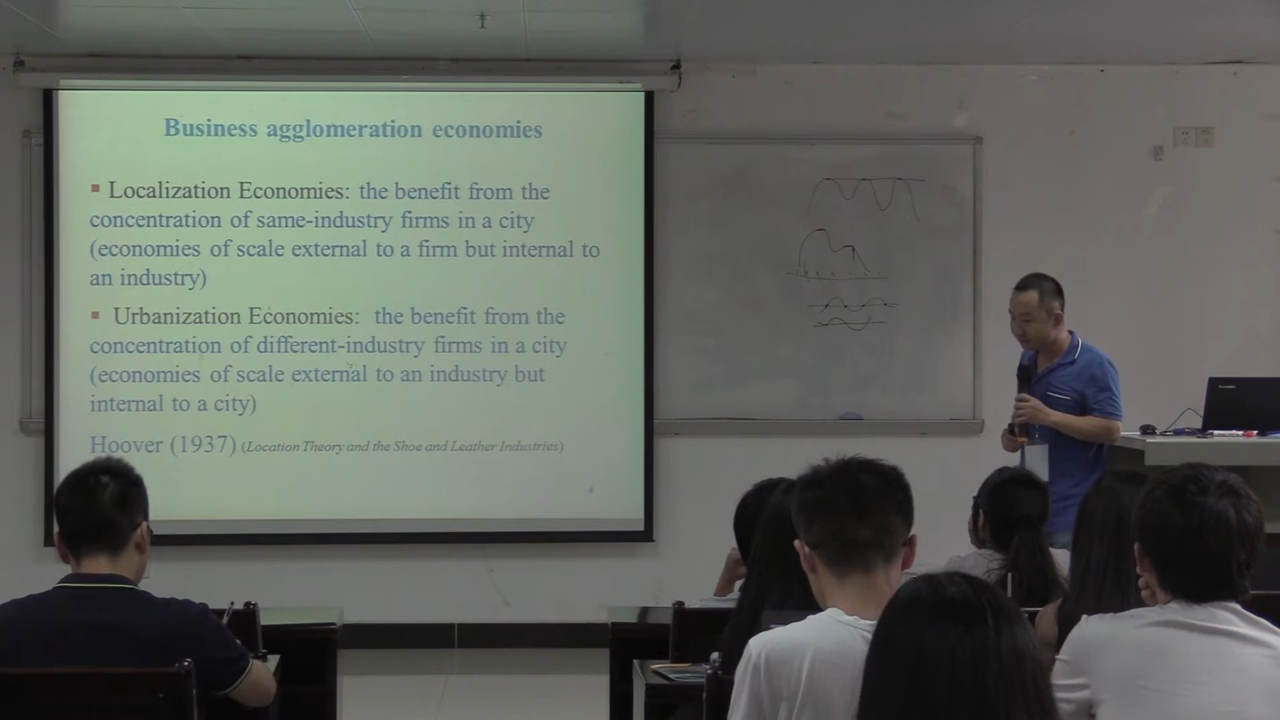 Business agglomeration economies
▪ Localization Economies: the benefit from the
concentration of same-industry firms in a city
(economies of scale external to a firm but internal to
an industry)
▪ Urbanization Economies: the benefit from the
concentration of different-industry firms in a city
(economies of scale external to an industry but
internal to a city)
Hoover (1937) (Location Theory and the Shoe and Leather Industries)